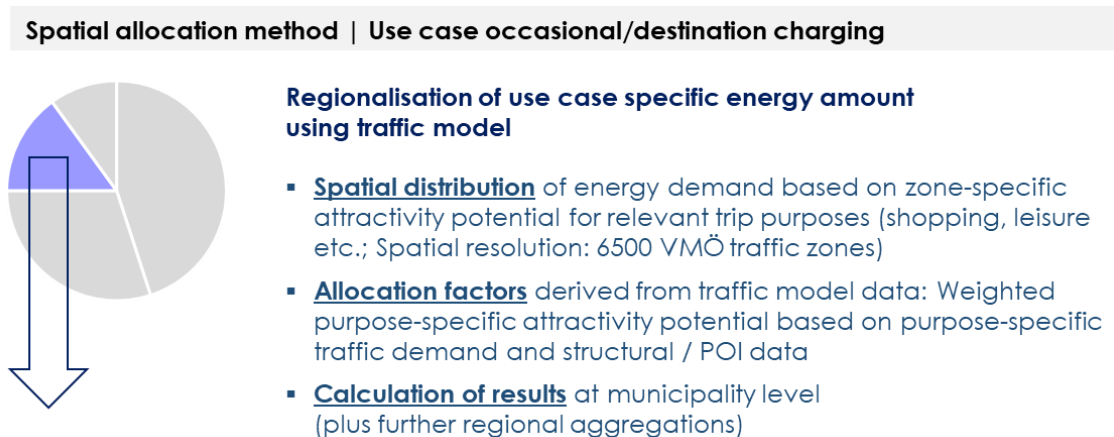 Spatial allocation method | Use case occasional/destination charging
Regionalisation of use case specific energy amount
using traffic model
▪ Spatial distribution of energy demand based on zone-specific
attractivity potential for relevant trip purposes (shopping, leisure
etc.; Spatial resolution: 6500 VMÖ traffic zones)
▪ Allocation factors derived from traffic model data: Weighted
purpose-specific attractivity potential based on purpose-specific
traffic demand and structural / POI data
▪ Calculation of results at municipality level
(plus further regional aggregations)